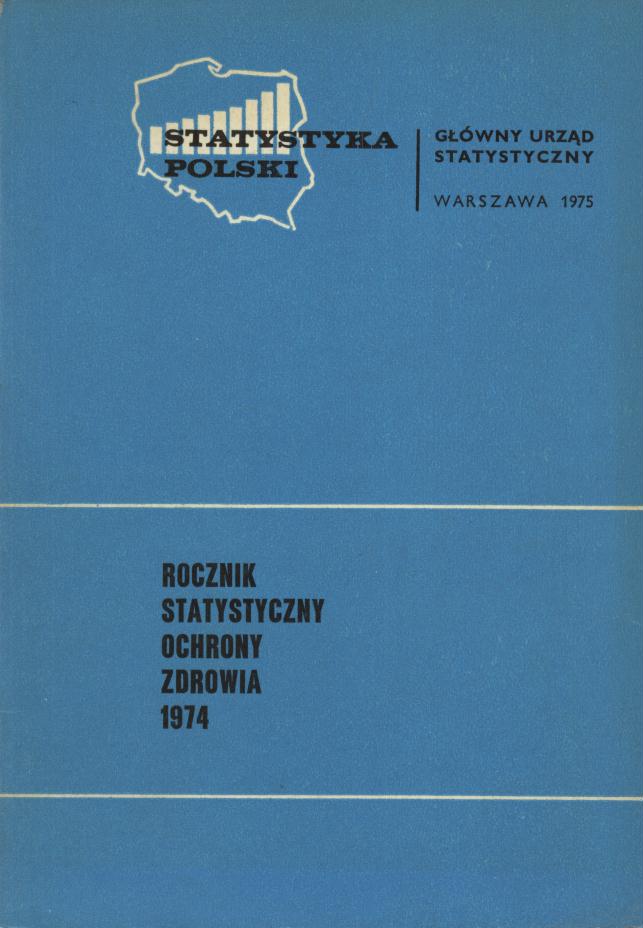 STATYSTYKA
POLSKI
GŁÓWNY URZĄD
STATYSTYCZNY
WARSZAWA 1975
ROCZNIK
STATYSTYCZNY
OCHRONY
ZDROWIA
1974